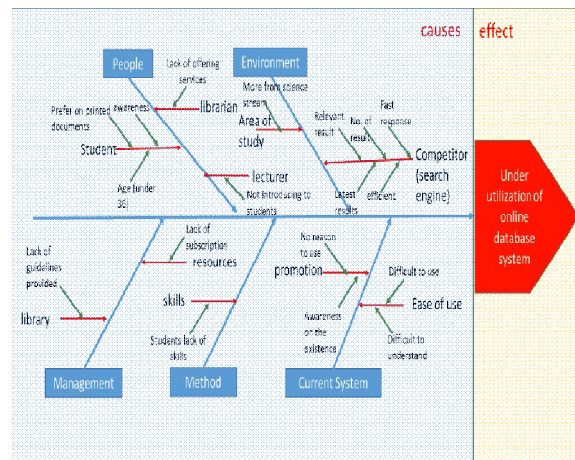 causes
effect
People
Environment
Lack of offering
services
More from science
stream
Fast
response
Prefer on printed
documents
awareness
librarian
Area of
study
Relevant
result
No. of
result
Student
Competitor
(search
engine)
Under
utilization of
online
database
system
Age (under
36)
lecturer
Not introducing to
students
Latest
results
efficient
Lack of
subscription
resources
Lack of
guidelines
provided
No reason
to use
promotion
Difficult to use
skills
Ease of use
library
Awareness
on the
existence
Students lack of
skills
Difficult to
understand
Management
Method
Current System